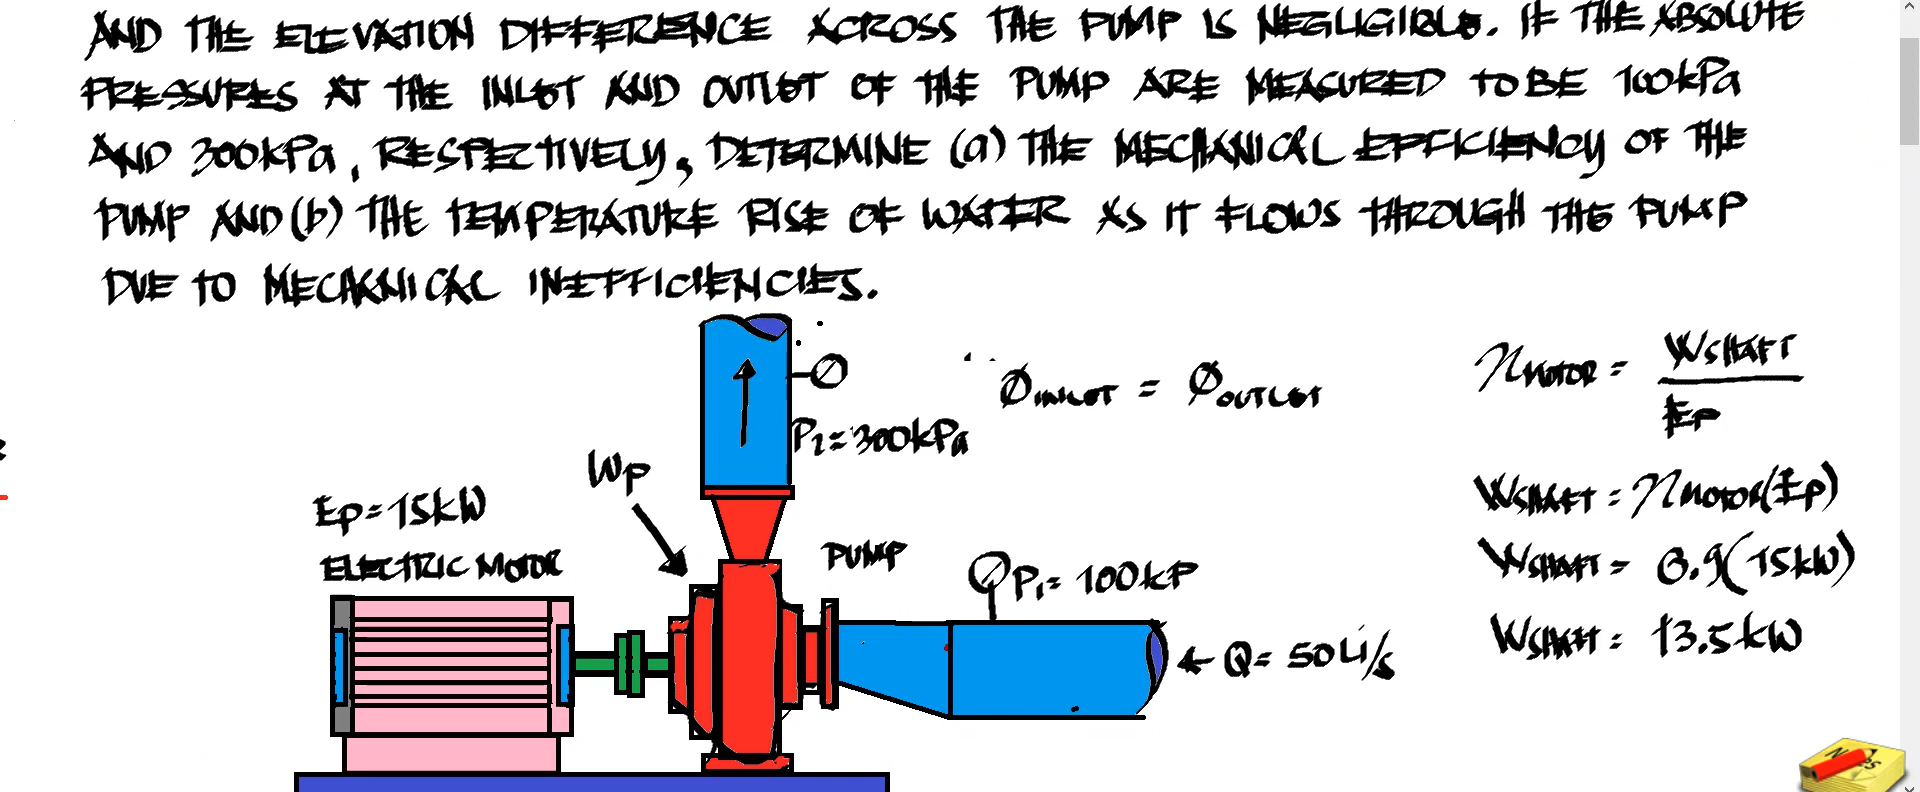 AND THE ELEVATION DIFFERENCE ACROSS THE PUMP IS NEGLIGIBLE. IF THE ABSOLUTE
PRESSURES AT THE INLET AND OUTLET OF THE PUMP ARE MEASURED TO BE 100kPa
AND 300kPa, RESPECTIVELY, DETERMINE (a) THE MECHANICAL EFFICIENCY OF THE
PUMP AND (b) THE TEMPERATURE RISE OF WATER AS IT FLOWS THROUGH THE PUMP
DUE TO MECHANICAL INEFFICIENCIES.
ØINLET = ØOUTLET
P2=300kPa
Wp
Ep=15kW
ELECTRIC MOTOR
PUMP
P1= 100kP
Q= 50Li/s
ηMOTOR = WSHAFT
Ep
WSHAFT = ηMOTOR(Ep)
WSHAFT = 0.9(15kW)
WSHAFT = 13.5kW